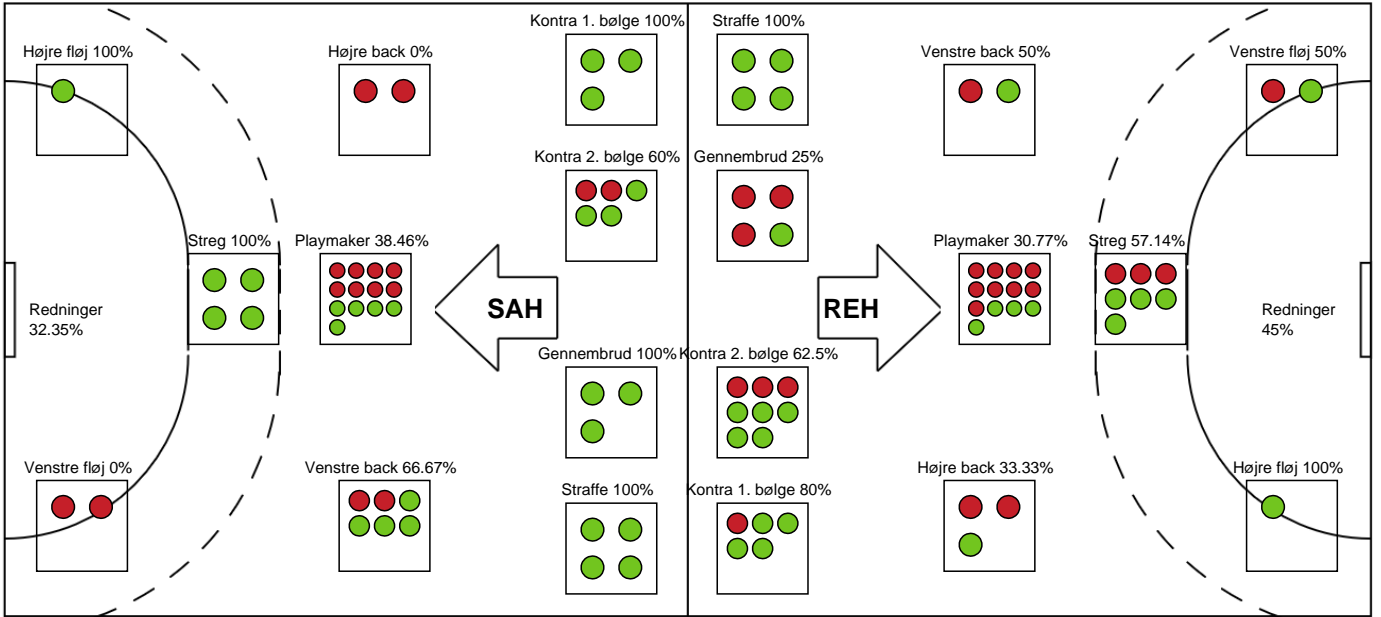 Kontra 1. bølge 100%
Straffe 100%
Højre fløj 100%
Højre back 0%
Venstre back 50%
Venstre fløj 50%
Kontra 2. bølge 60%
Gennembrud 25%
Streg 100%
Playmaker 38.46%
Playmaker 30.77%
Streg 57.14%
Redninger
32.35%
SAH
REH
Redninger
45%
Gennembrud 100%
Kontra 2. bølge 62.5%
Venstre fløj 0%
Venstre back 66.67%
Højre back 33.33%
Højre fløj 100%
Straffe 100%
Kontra 1. bølge 80%